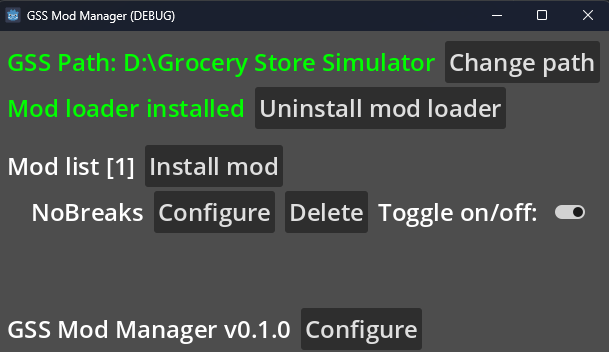 GSS Mod Manager (DEBUG)
GSS Path: D:\Grocery Store Simulator Change path
Mod loader installed Uninstall mod loader
Mod list [1] Install mod
NoBreaks Configure Delete Toggle on/off:
GSS Mod Manager v0.1.0 Configure